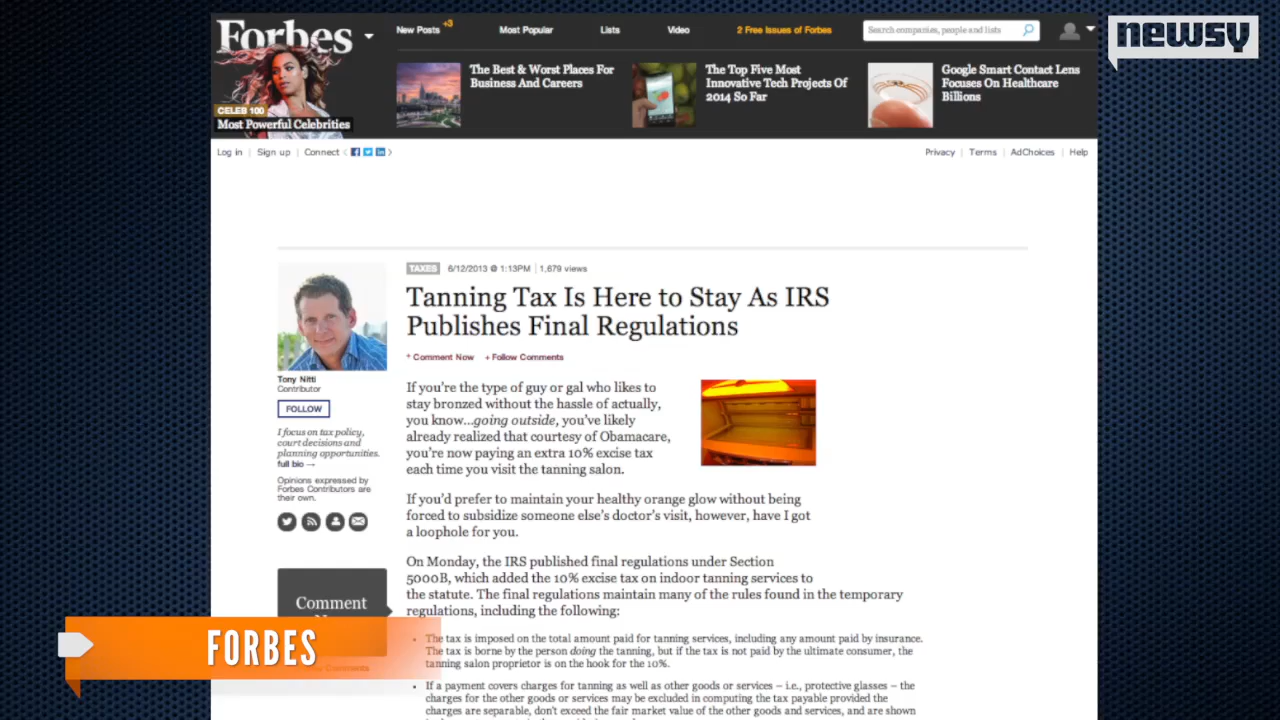 Forbes
New Posts +3
Most Popular
Lists
Video
2 Free Issues of Forbes
Search companies, people and lists
newsy
The Best & Worst Places For
Business And Careers
The Top Five Most
Innovative Tech Projects Of
2014 So Far
Google Smart Contact Lens
Focuses On Healthcare
Billions
CELEB 100
Most Powerful Celebrities
Log in | Sign up | Connect
Privacy | Terms | AdChoices | Help
TAXES 6/12/2013 @ 1:13PM | 1,679 views
Tanning Tax Is Here to Stay As IRS
Publishes Final Regulations
+ Comment Now + Follow Comments
Tony Nitti
Contributor
FOLLOW
I focus on tax policy,
court decisions and
planning opportunities.
full bio →
Opinions expressed by
Forbes Contributors are
their own.
If you're the type of guy or gal who likes to
stay bronzed without the hassle of actually,
you know...going outside, you've likely
already realized that courtesy of Obamacare,
you're now paying an extra 10% excise tax
each time you visit the tanning salon.
If you'd prefer to maintain your healthy orange glow without being
forced to subsidize someone else's doctor's visit, however, have I got
a loophole for you.
On Monday, the IRS published final regulations under Section
5000B, which added the 10% excise tax on indoor tanning services to
the statute. The final regulations maintain many of the rules found in the temporary
regulations, including the following:
• The tax is imposed on the total amount paid for tanning services, including any amount paid by insurance.
The tax is borne by the person doing the tanning, but if the tax is not paid by the ultimate consumer, the
tanning salon proprietor is on the hook for the 10%.
• If a payment covers charges for tanning as well as other goods or services – i.e., protective glasses – the
charges for the other goods or services may be excluded in computing the tax payable provided the
charges are separable, don't exceed the fair market value of the other goods and services, and are shown
Comment
FORBES